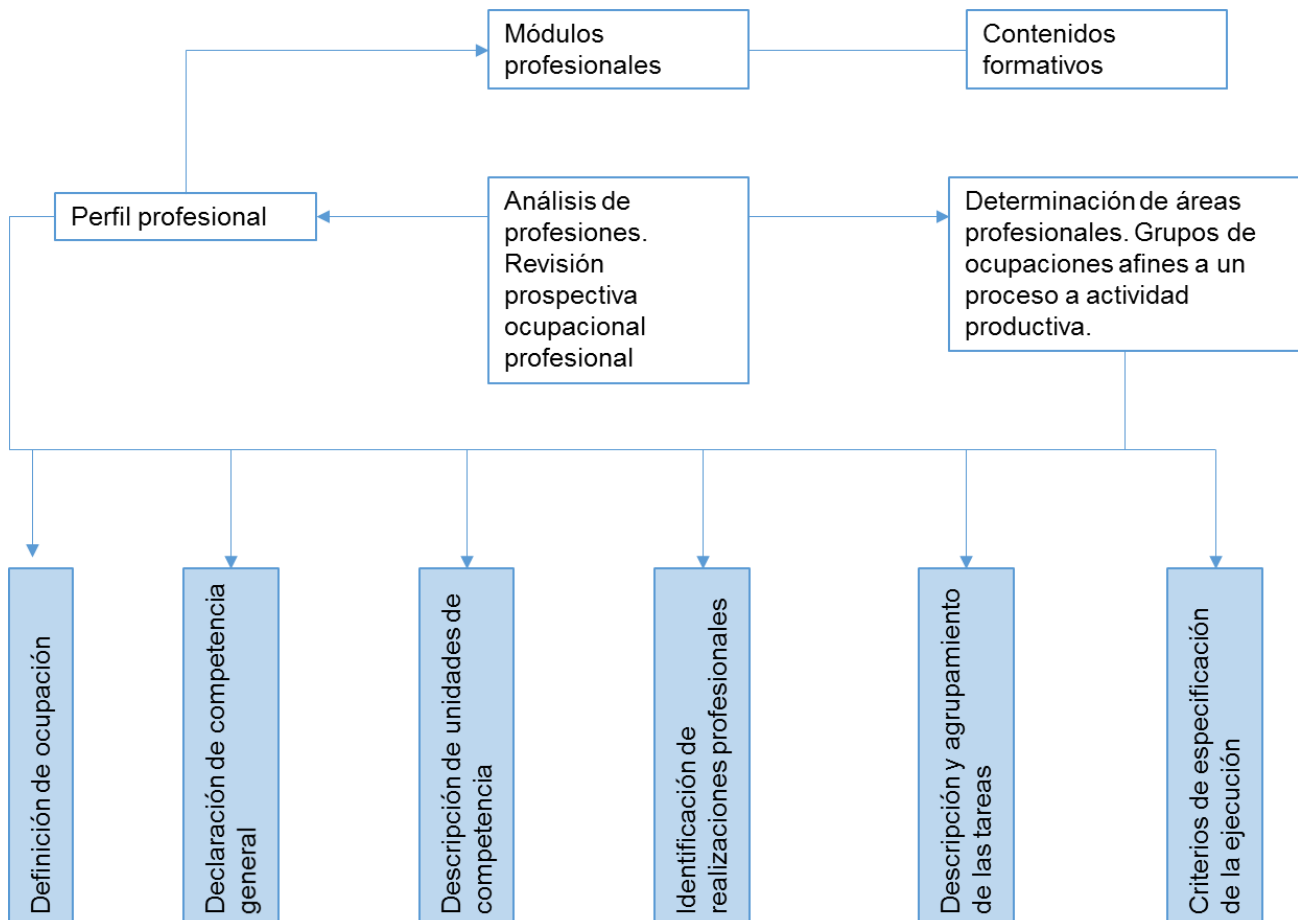 Módulos
profesionales
Contenidos
formativos
Perfil profesional
Análisis de
profesiones.
Revisión
prospectiva
ocupacional
profesional
Determinación de áreas
profesionales. Grupos de
ocupaciones afines a un
proceso a actividad
productiva.
Definición de ocupación
Declaración de competencia
general
Descripción de unidades de
competencia
Identificación de
realizaciones profesionales
Descripción y agrupamiento
de las tareas
Criterios de especificación
de la ejecución